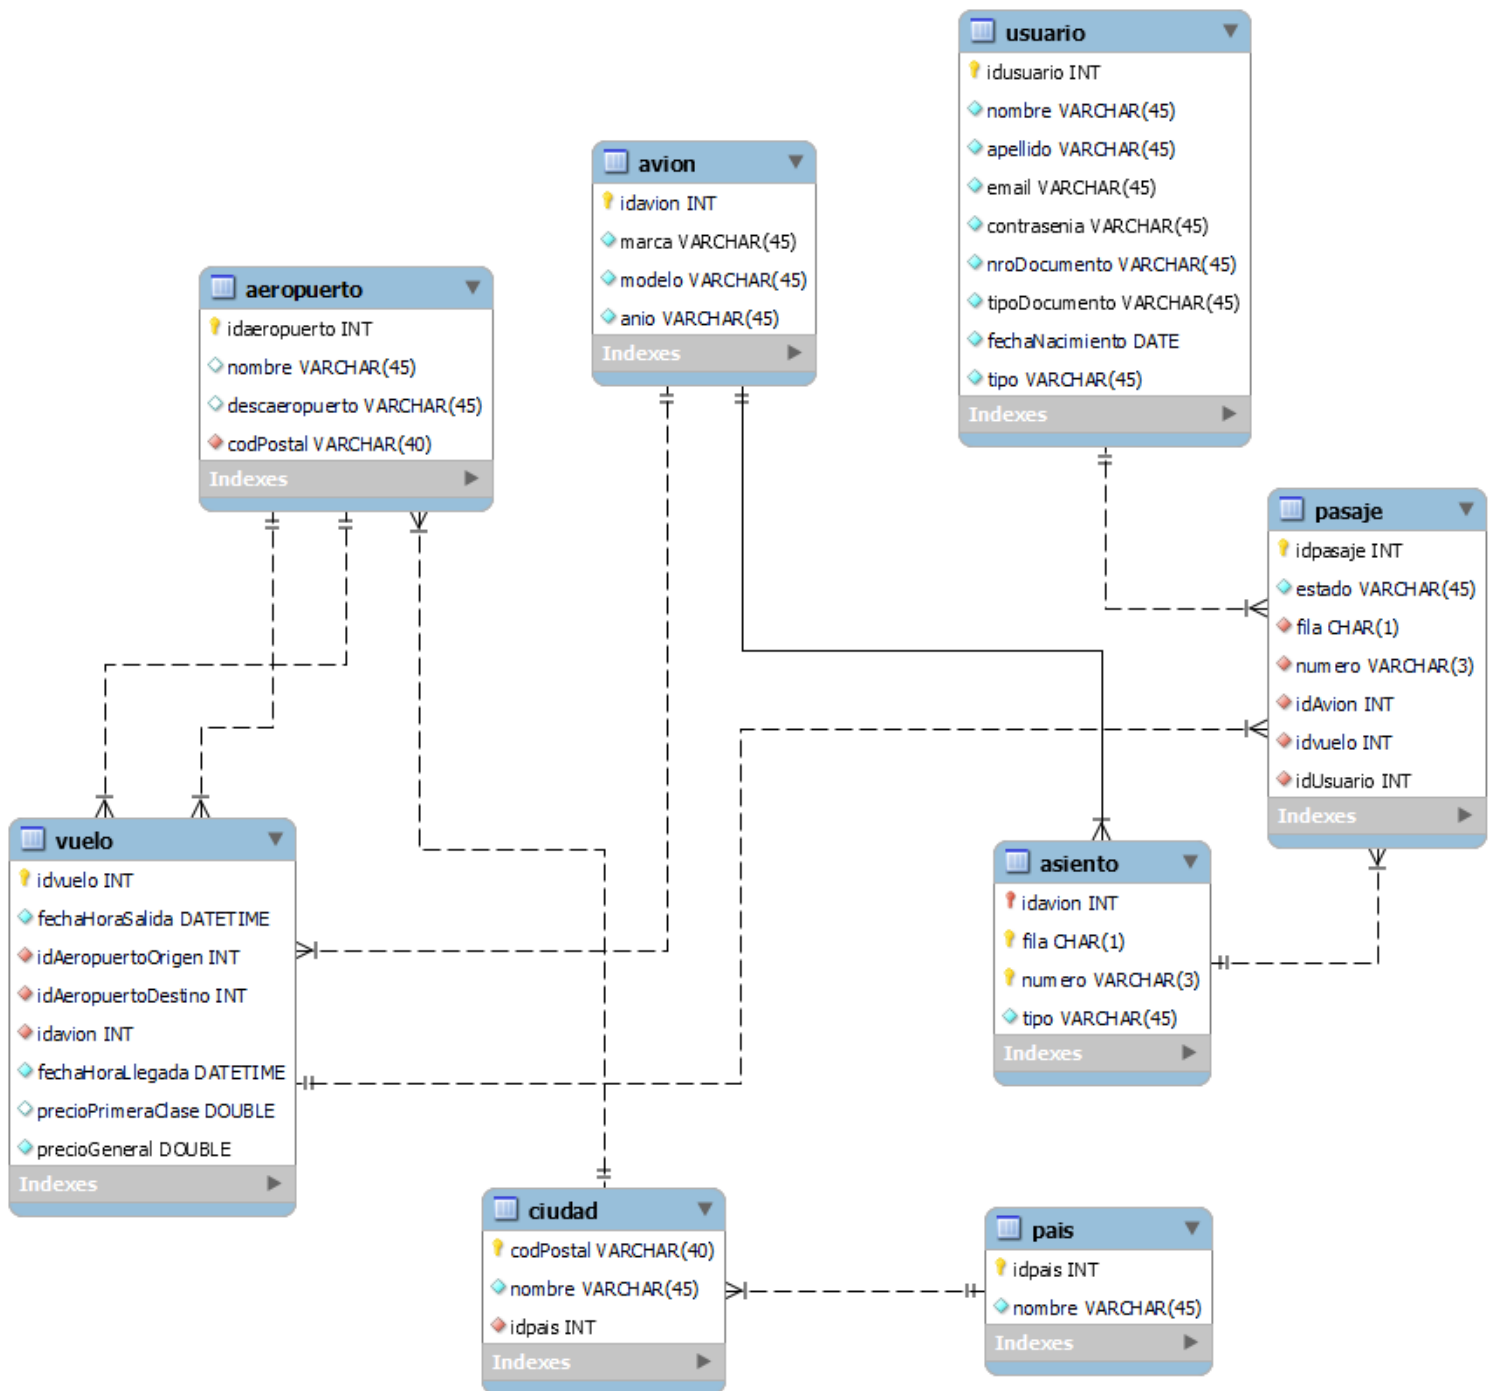 usuario
idusuario INT
nombre VARCHAR(45)
apellido VARCHAR(45)
email VARCHAR(45)
contrasenia VARCHAR(45)
nroDocumento VARCHAR(45)
tipoDocumento VARCHAR(45)
fechaNacimiento DATE
tipo VARCHAR(45)
Indexes
avion
idavion INT
marca VARCHAR(45)
modelo VARCHAR(45)
anio VARCHAR(45)
Indexes
aeropuerto
idaeropuerto INT
nombre VARCHAR(45)
descaeropuerto VARCHAR(45)
codPostal VARCHAR(40)
Indexes
pasaje
idpasaje INT
estado VARCHAR(45)
fila CHAR(1)
numero VARCHAR(3)
idAvion INT
idvuelo INT
idUsuario INT
Indexes
vuelo
idvuelo INT
fechaHoraSalida DATETIME
idAeropuertoOrigen INT
idAeropuertoDestino INT
idavion INT
fechaHoraLlegada DATETIME
precioPrimeraClase DOUBLE
precioGeneral DOUBLE
Indexes
asiento
idavion INT
fila CHAR(1)
numero VARCHAR(3)
tipo VARCHAR(45)
Indexes
ciudad
codPostal VARCHAR(40)
nombre VARCHAR(45)
idpais INT
Indexes
pais
idpais INT
nombre VARCHAR(45)
Indexes